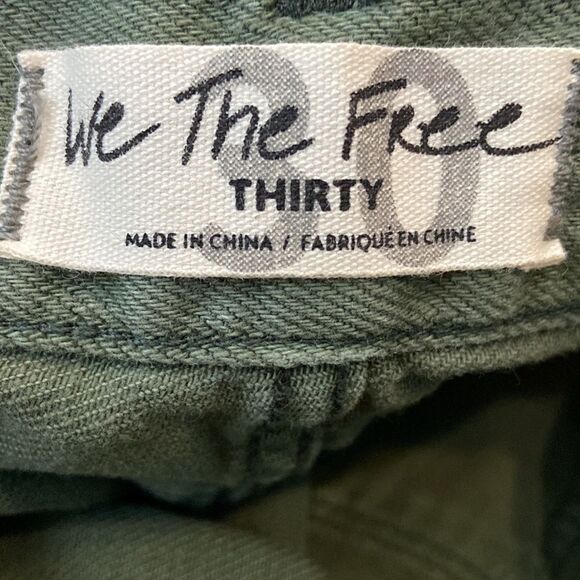 We The Free
30
THIRTY
MADE IN CHINA / FABRIQUÉ EN CHINE